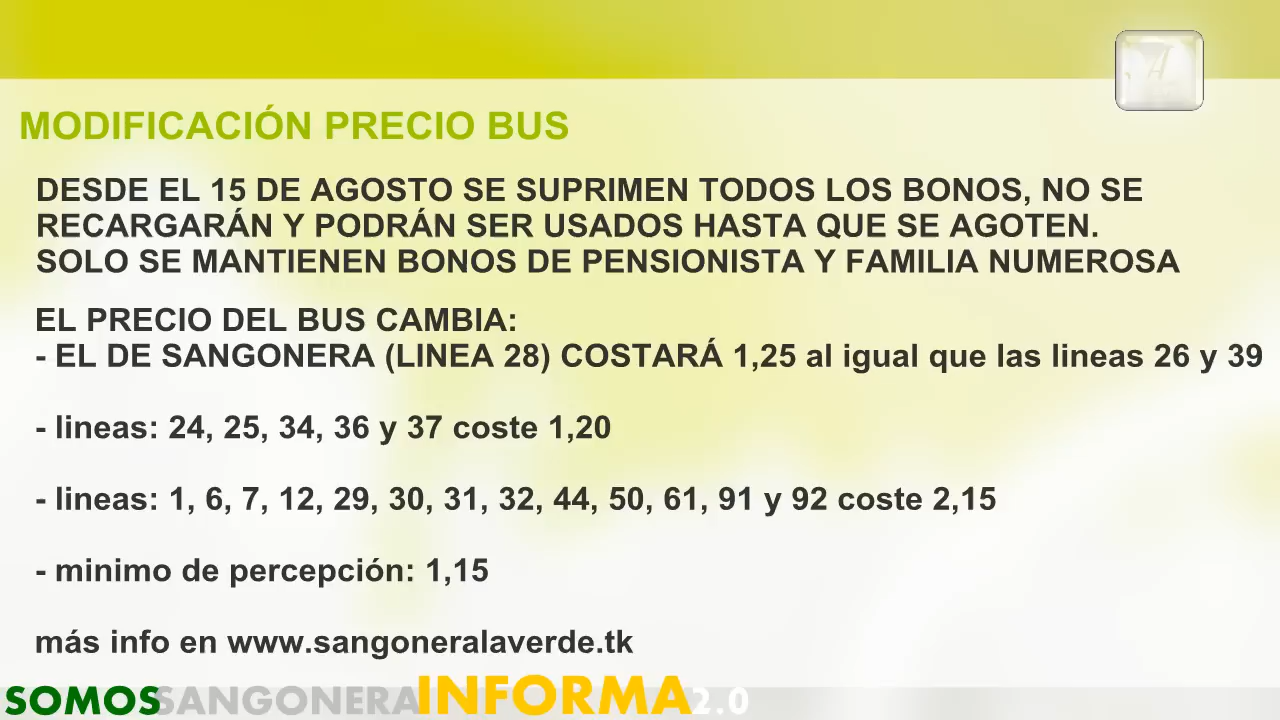 MODIFICACIÓN PRECIO BUS
DESDE EL 15 DE AGOSTO SE SUPRIMEN TODOS LOS BONOS, NO SE
RECARGARÁN Y PODRÁN SER USADOS HASTA QUE SE AGOTEN.
SOLO SE MANTIENEN BONOS DE PENSIONISTA Y FAMILIA NUMEROSA
EL PRECIO DEL BUS CAMBIA:
- EL DE SANGONERA (LINEA 28) COSTARÁ 1,25 al igual que las lineas 26 y 39
- lineas: 24, 25, 34, 36 y 37 coste 1,20
- lineas: 1, 6, 7, 12, 29, 30, 31, 32, 44, 50, 61, 91 y 92 coste 2,15
- minimo de percepción: 1,15
más info en www.sangoneralaverde.tk
SOMOSSANGONERAINFORMA2.0